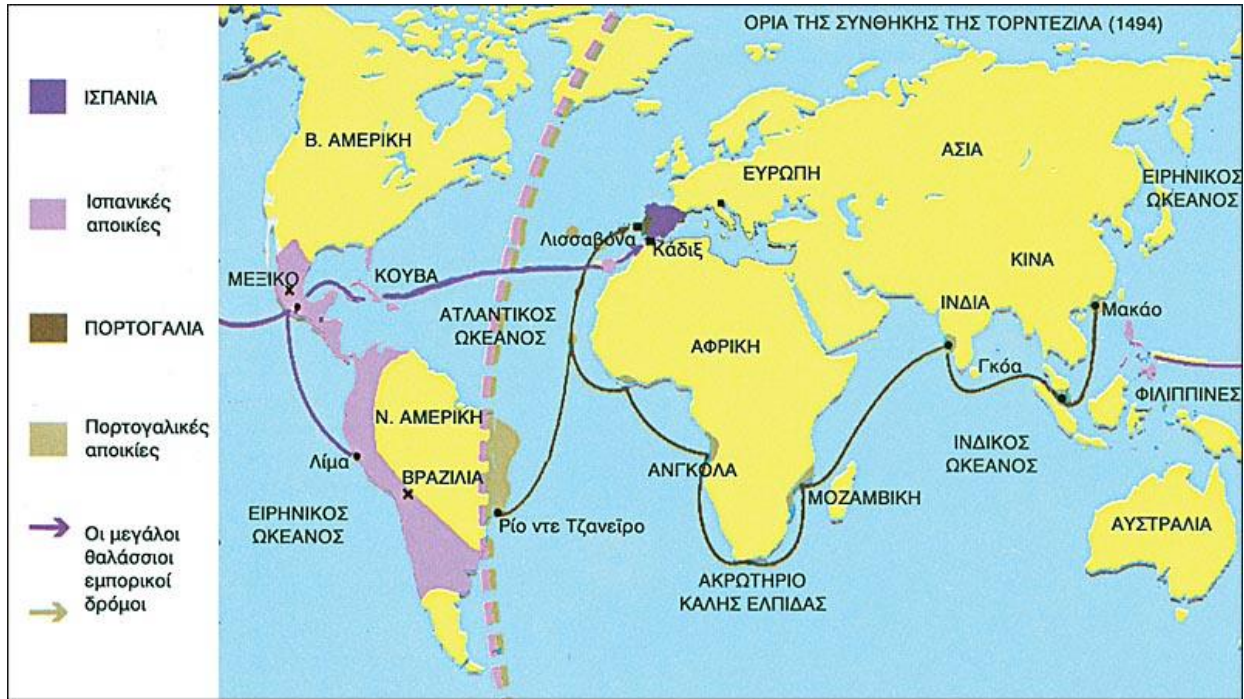 ΟΡΙΑ ΤΗΣ ΣΥΝΘΗΚΗΣ ΤΗΣ ΤΟΡΝΤΕΖΙΛΑ (1494)
ΙΣΠΑΝΙΑ
Ισπανικές
αποικίες
ΠΟΡΤΟΓΑΛΙΑ
Πορτογαλικές
αποικίες
Οι μεγάλοι
θαλάσσιοι
εμπορικοί
δρόμοι
Β. ΑΜΕΡΙΚΗ
ΑΣΙΑ
ΕΥΡΩΠΗ
ΕΙΡΗΝΙΚΟΣ
ΩΚΕΑΝΟΣ
Λισσαβόνα
Κάδιξ
ΚΙΝΑ
ΜΕΞΙΚΟ
ΚΟΥΒΑ
ΙΝΔΙΑ
Μακάο
ΑΤΛΑΝΤΙΚΟΣ
ΩΚΕΑΝΟΣ
ΑΦΡΙΚΗ
Γκόα
ΦΙΛΙΠΠΙΝΕΣ
Ν. ΑΜΕΡΙΚΗ
Λίμα
ΒΡΑΖΙΛΙΑ
ΑΝΓΚΟΛΑ
ΙΝΔΙΚΟΣ
ΩΚΕΑΝΟΣ
ΜΟΖΑΜΒΙΚΗ
ΕΙΡΗΝΙΚΟΣ
ΩΚΕΑΝΟΣ
Ρίο ντε Τζανεϊρο
ΑΥΣΤΡΑΛΙΑ
ΑΚΡΩΤΗΡΙΟ
ΚΑΛΗΣ ΕΛΠΙΔΑΣ